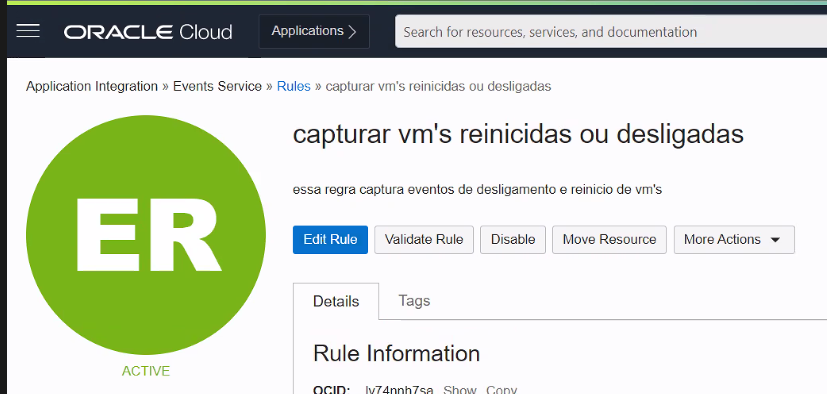 ORACLE Cloud
Applications
Search for resources, services, and documentation
Application Integration » Events Service » Rules » capturar vm's reinicidas ou desligadas
ER
ACTIVE
capturar vm's reinicidas ou desligadas
essa regra captura eventos de desligamento e reinicio de vm's
Edit Rule Validate Rule Disable Move Resource More Actions
Details Tags
Rule Information
OCID: ly74nnh7sa Show Copy